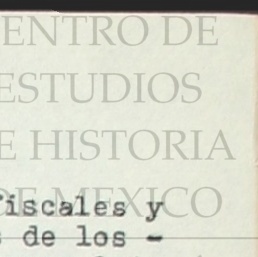 ENTRO DE
ESTUDIOS
E HISTORIA
DE MEXICO
fiscales y
s de los -